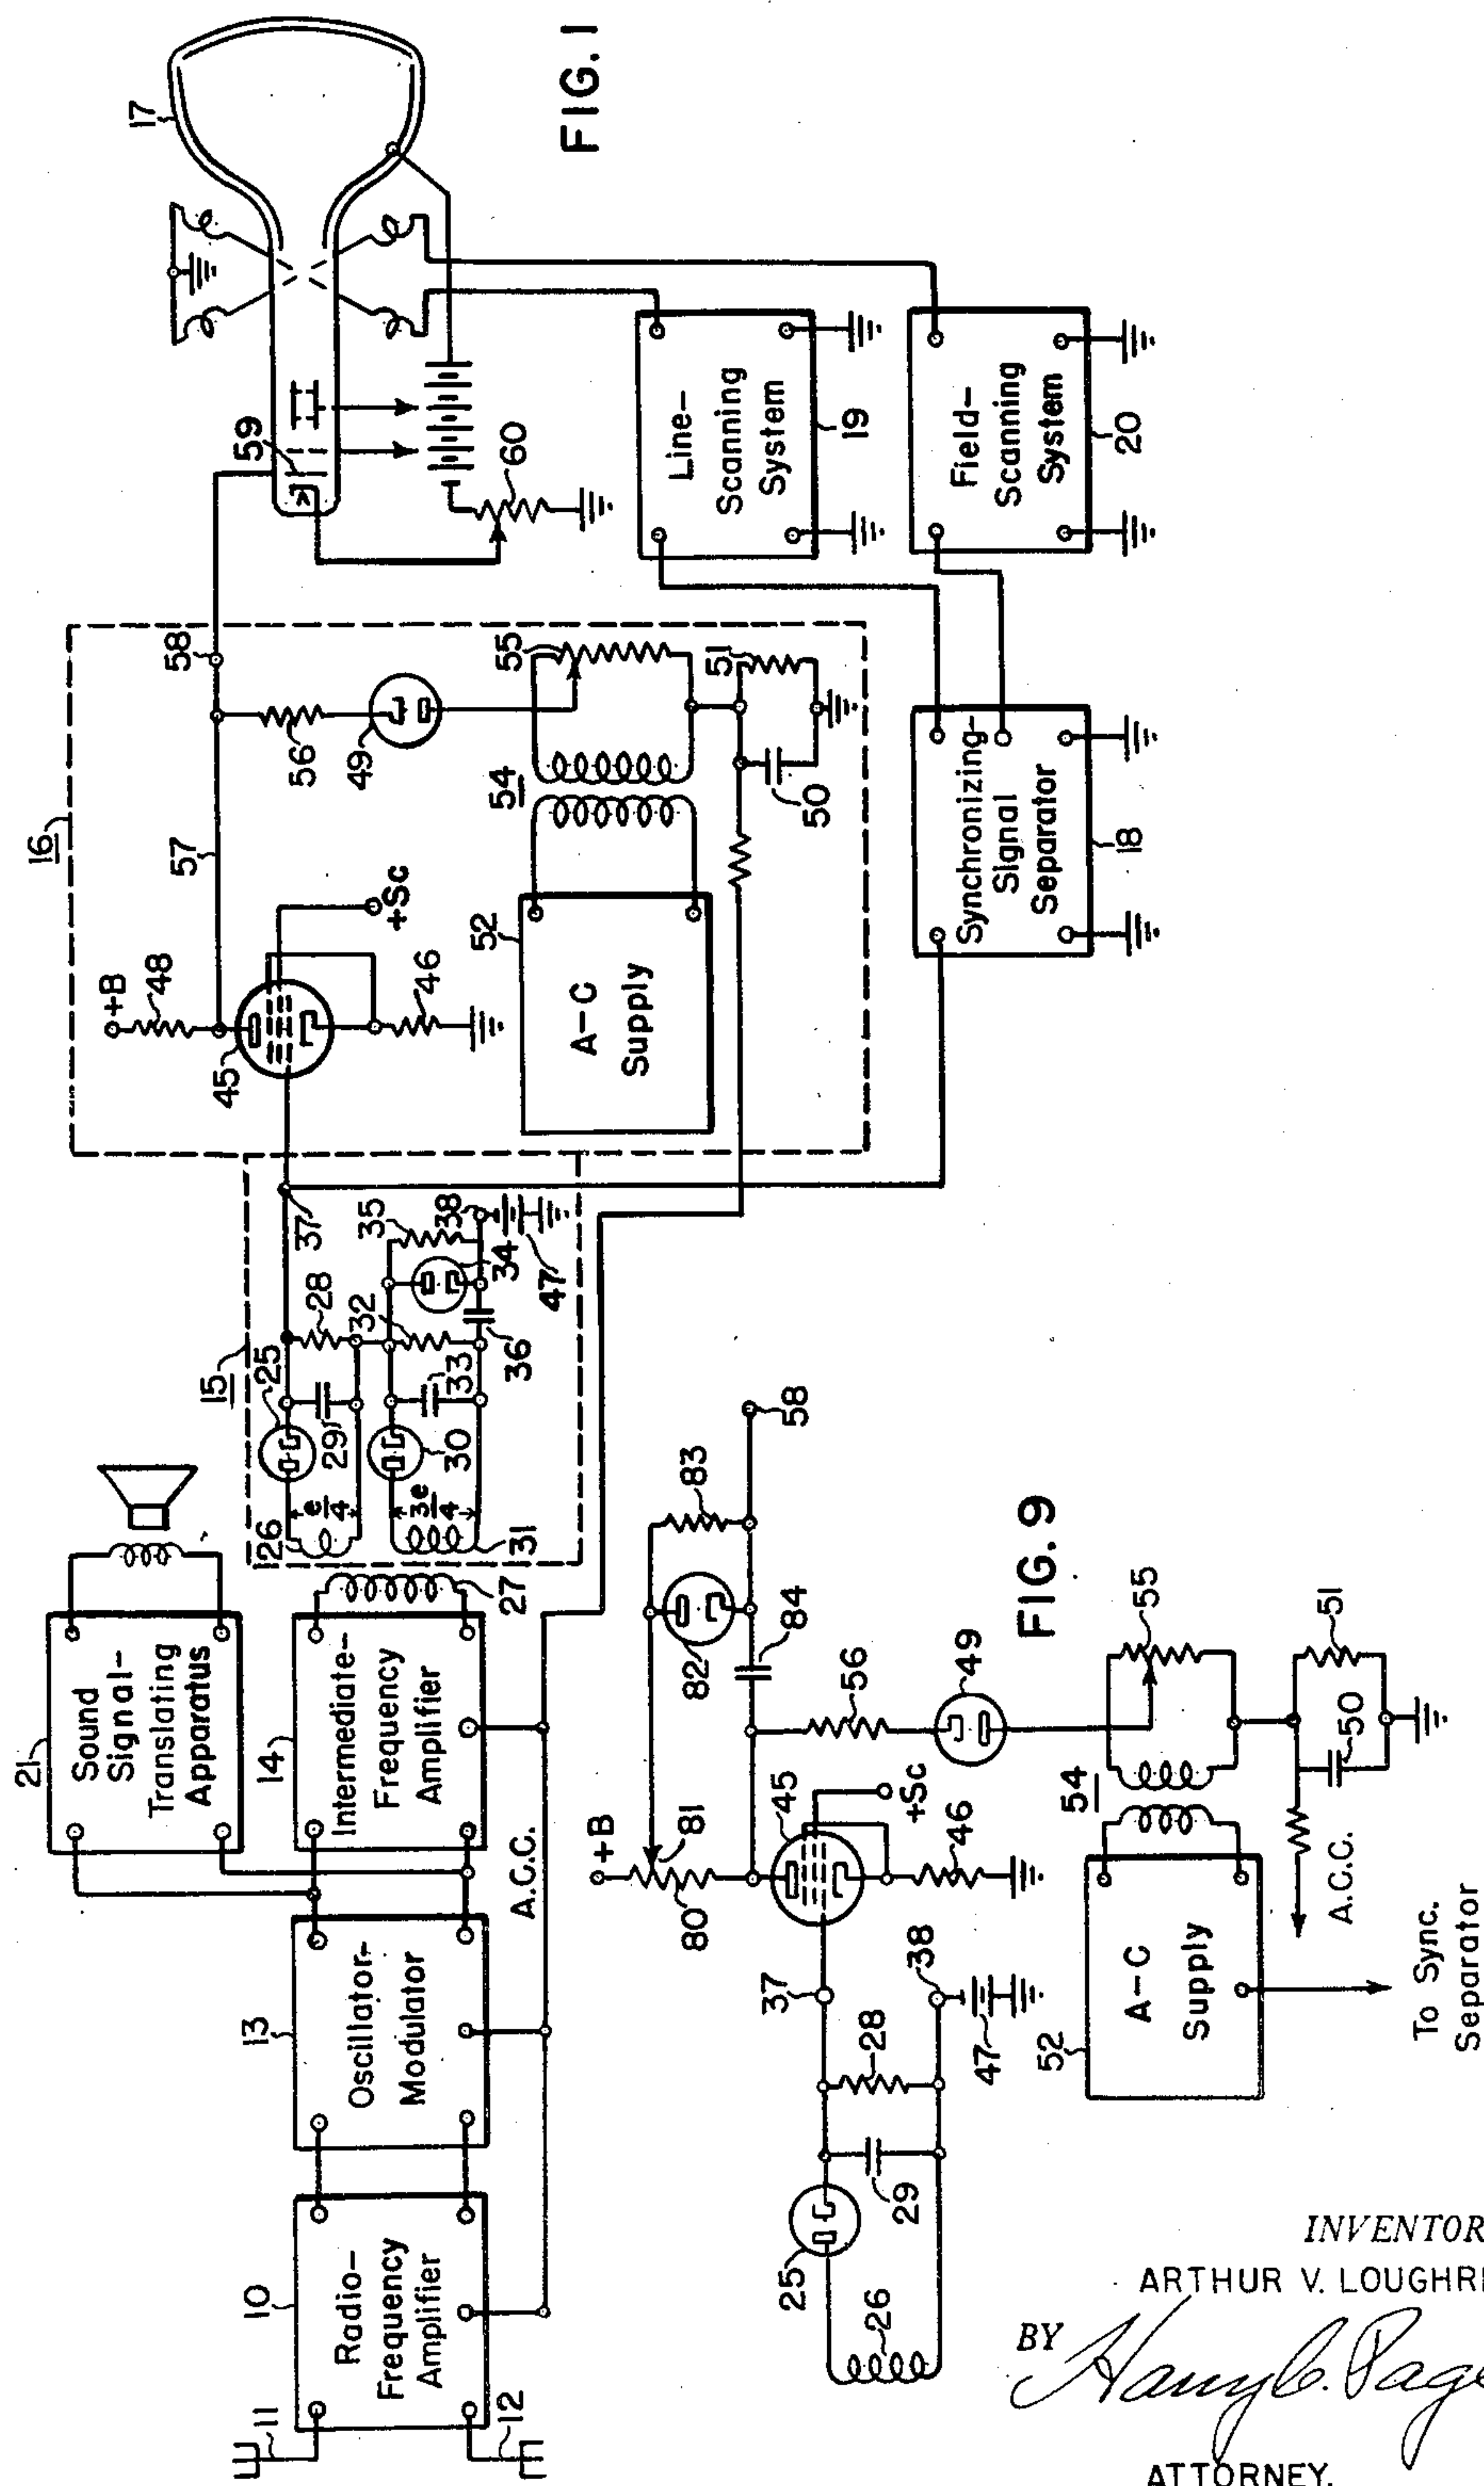 FIG. 1
11
12
10
Radio-
Frequency
Amplifier
13
Oscillator-
Modulator
A.C.C.
21
Sound
Signal-
Translating
Apparatus
14
Intermediate-
Frequency
Amplifier
27
15
25
26
e/4
29
28
3e/4
31
30
33
32
35
34
36
37
38
47
16
45
+B
48
57
+Sc
46
52
A-C
Supply
54
56
49
55
58
51
50
17
59
60
Line-
Scanning
System
19
Field-
Scanning
System
20
Synchronizing-
Signal
Separator
18
FIG. 9
25
26
29
28
37
38
47
+B
80
81
45
+Sc
46
82
83
84
58
56
49
52
A-C
Supply
54
55
51
50
A.C.C.
To Sync.
Separator
INVENTOR
ARTHUR V. LOUGHR
BY Harry C. Page
ATTORNEY.